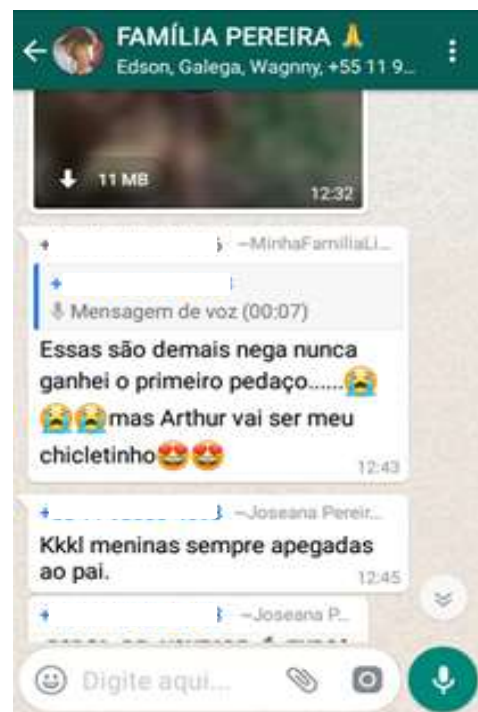 FAMÍLIA PEREIRA 🙏
Edson, Galega, Wagnny, +55 11 9...
11 MB
12:32
+ ~MinhaFamiliaLi...
+
Mensagem de voz (00:07)
Essas são demais nega nunca
ganhei o primeiro pedaço......😭
😭😭mas Arthur vai ser meu
chicletinho😍😍
12:43
+ ~Joseana Pereir...
Kkkl meninas sempre apegadas
ao pai.
12:45
+ ~Joseana P...
Digite aqui...